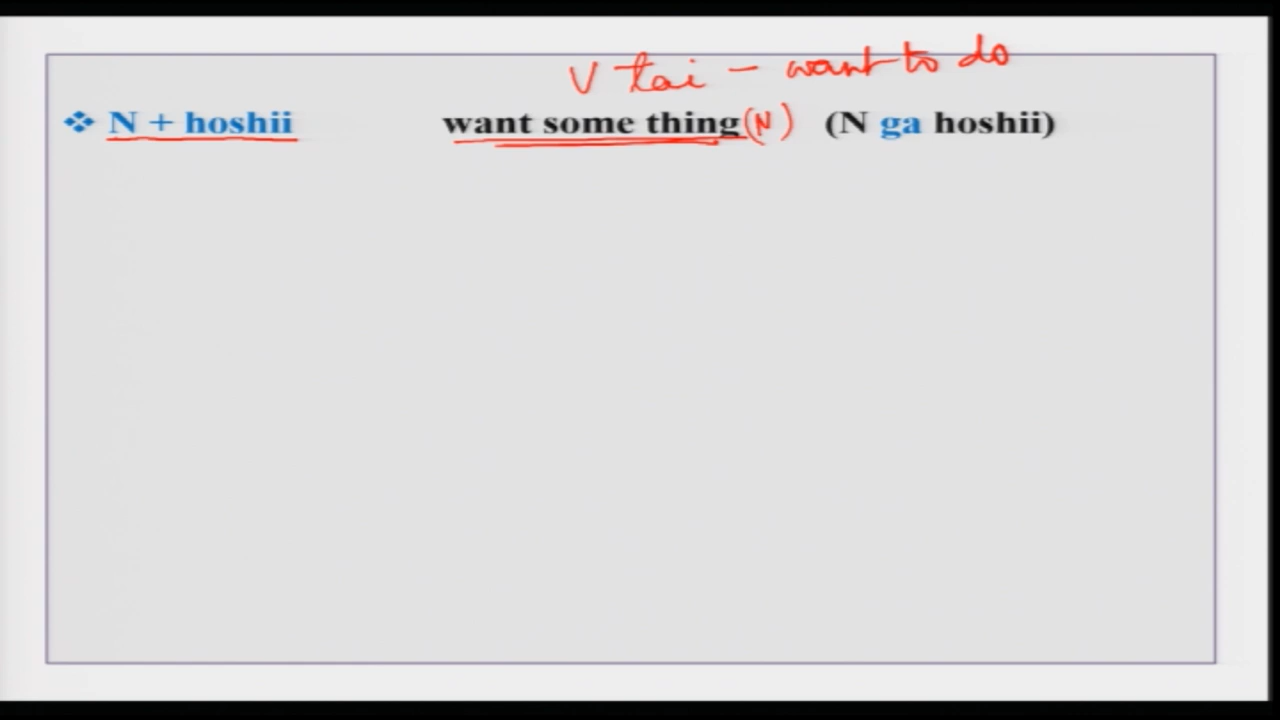 V tai - want to do
❖ N + hoshii want some thing (N) (N ga hoshii)